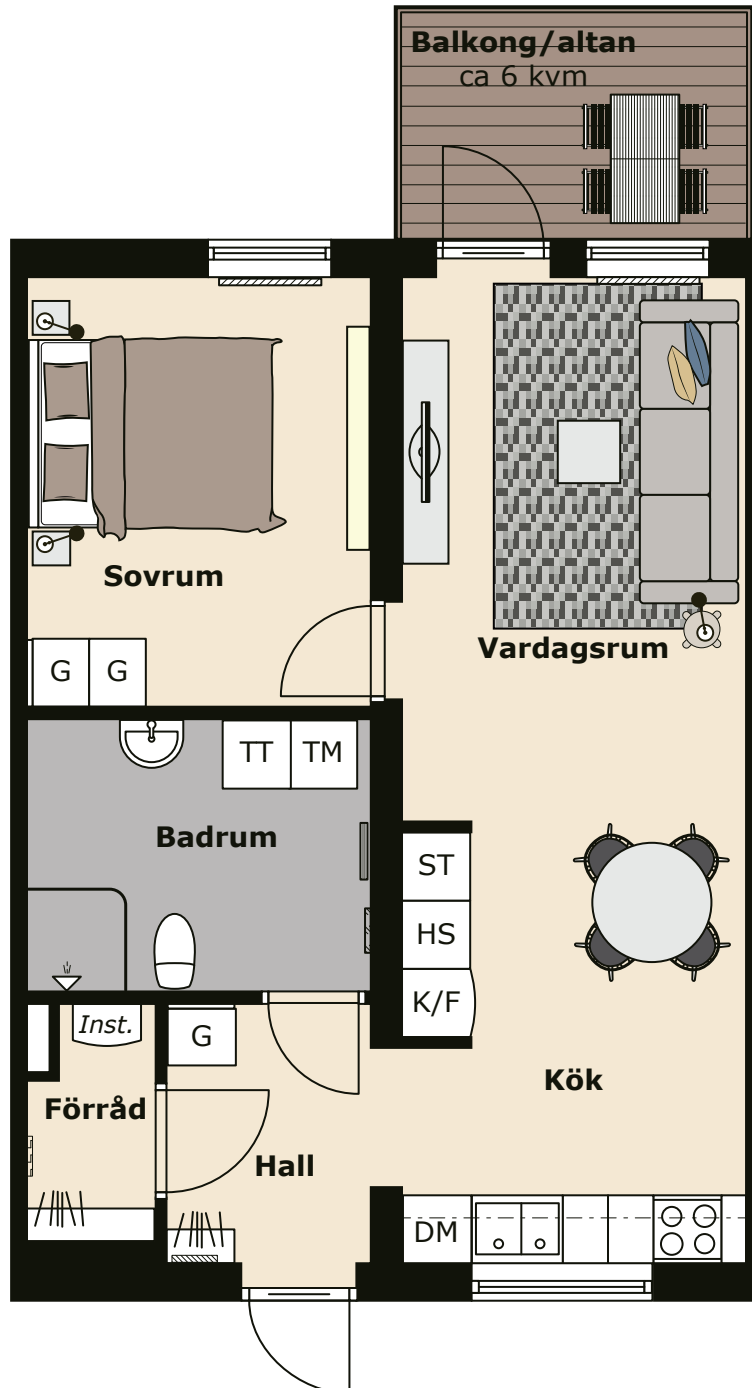 Balkong/altan
ca 6 kvm
Sovrum
G G
Vardagsrum
TT TM
Badrum
ST
HS
K/F
Inst.
G
Kök
Förråd
Hall
DM